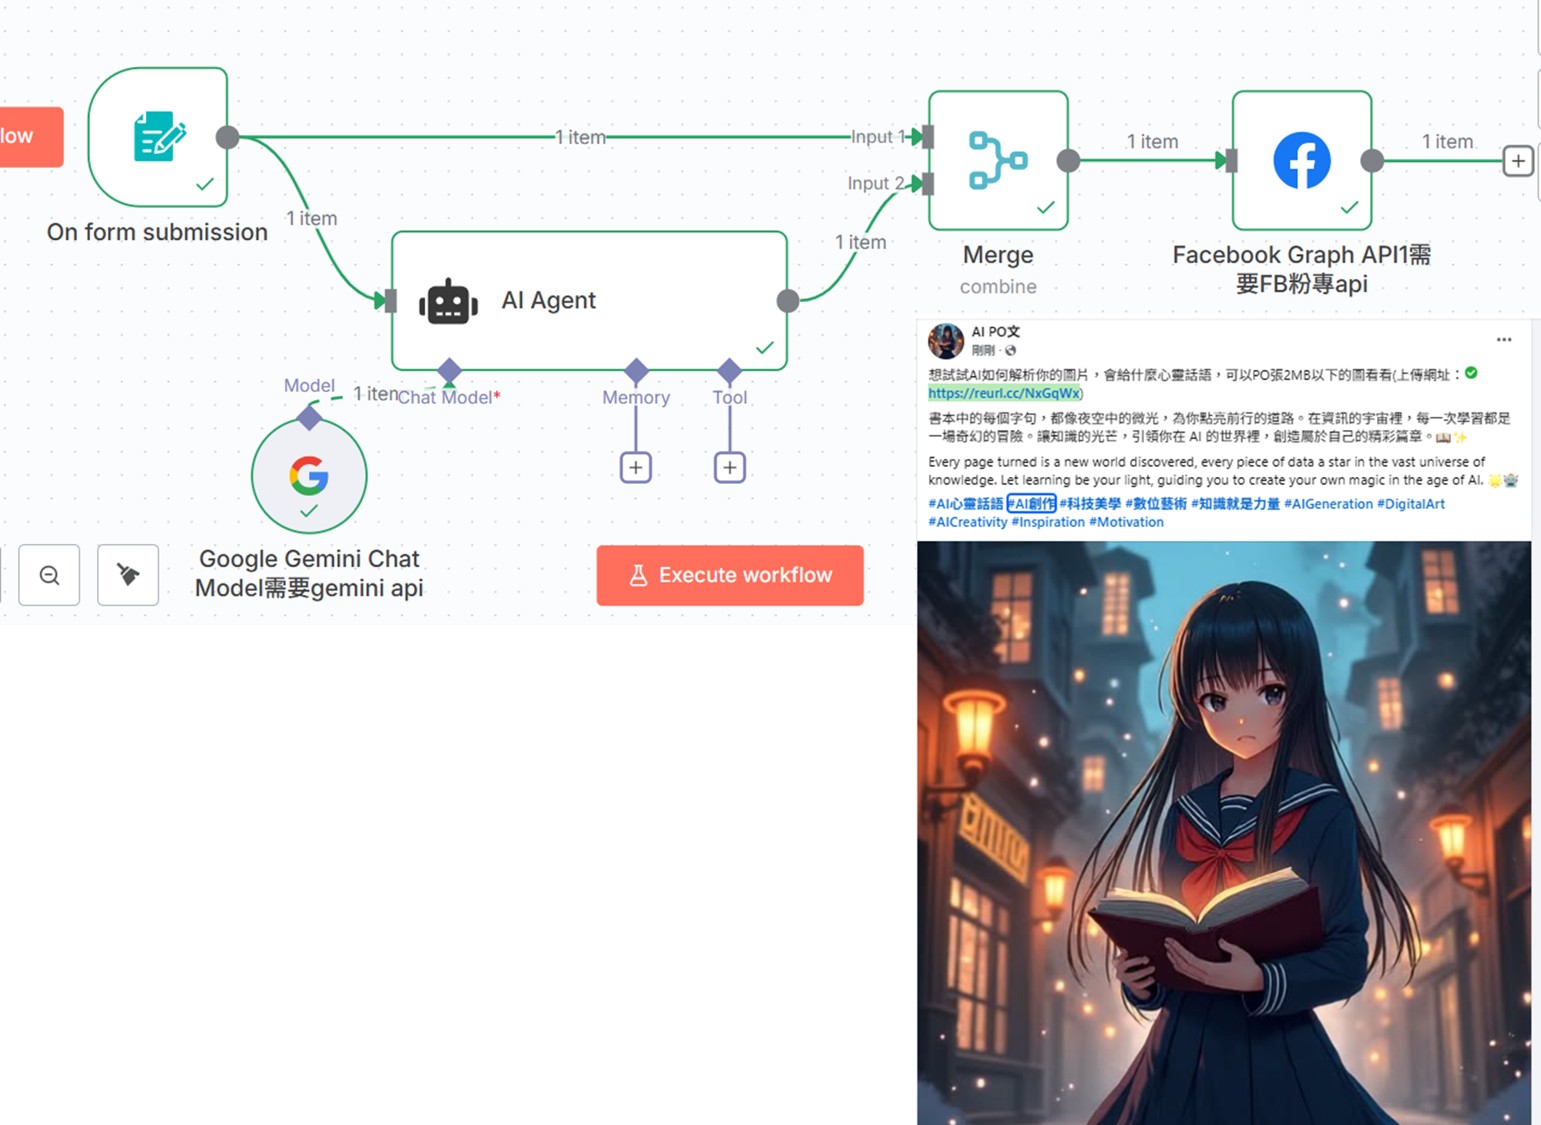 low
On form submission
1 item
1 item
Input 1
Input 2
1 item
AI Agent
Model
1 item
Chat Model*
Memory
Tool
Google Gemini Chat
Model需要gemini api
Execute workflow
Merge
combine
1 item
Facebook Graph API1需
要FB粉專api
1 item
AI PO文
剛剛 ·
想試試AI如何解析你的圖片，會給什麼心靈話語，可以PO張2MB以下的圖看看(上傳網址：✅
https://reurl.cc/NxGqWx)
書本中的每個字句，都像夜空中的微光，為你點亮前行的道路。在資訊的宇宙裡，每一次學習都是
一場奇幻的冒險。讓知識的光芒，引領你在 AI 的世界裡，創造屬於自己的精彩篇章。📖✨
Every page turned is a new world discovered, every piece of data a star in the vast universe of
knowledge. Let learning be your light, guiding you to create your own magic in the age of AI. 🌟🤖
#AI心靈話語 #AI創作 #科技美學 #數位藝術 #知識就是力量 #AIGeneration #DigitalArt
#AICreativity #Inspiration #Motivation